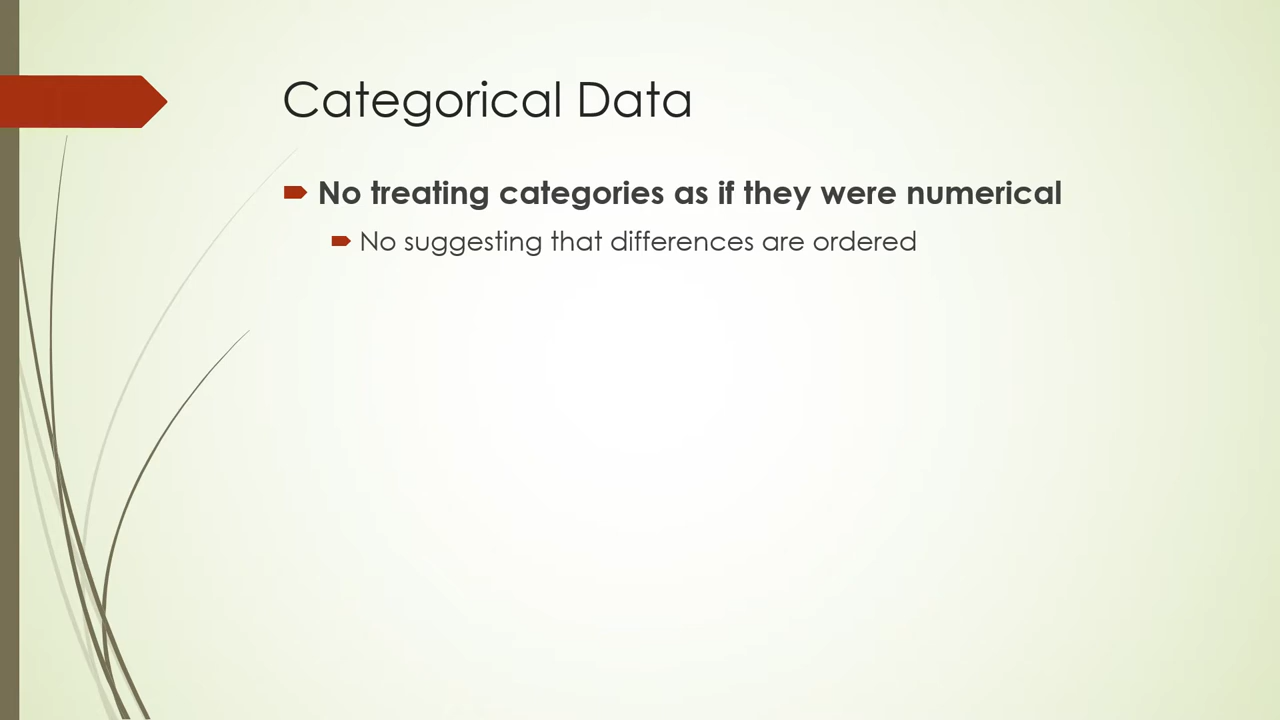 Categorical Data
No treating categories as if they were numerical
No suggesting that differences are ordered